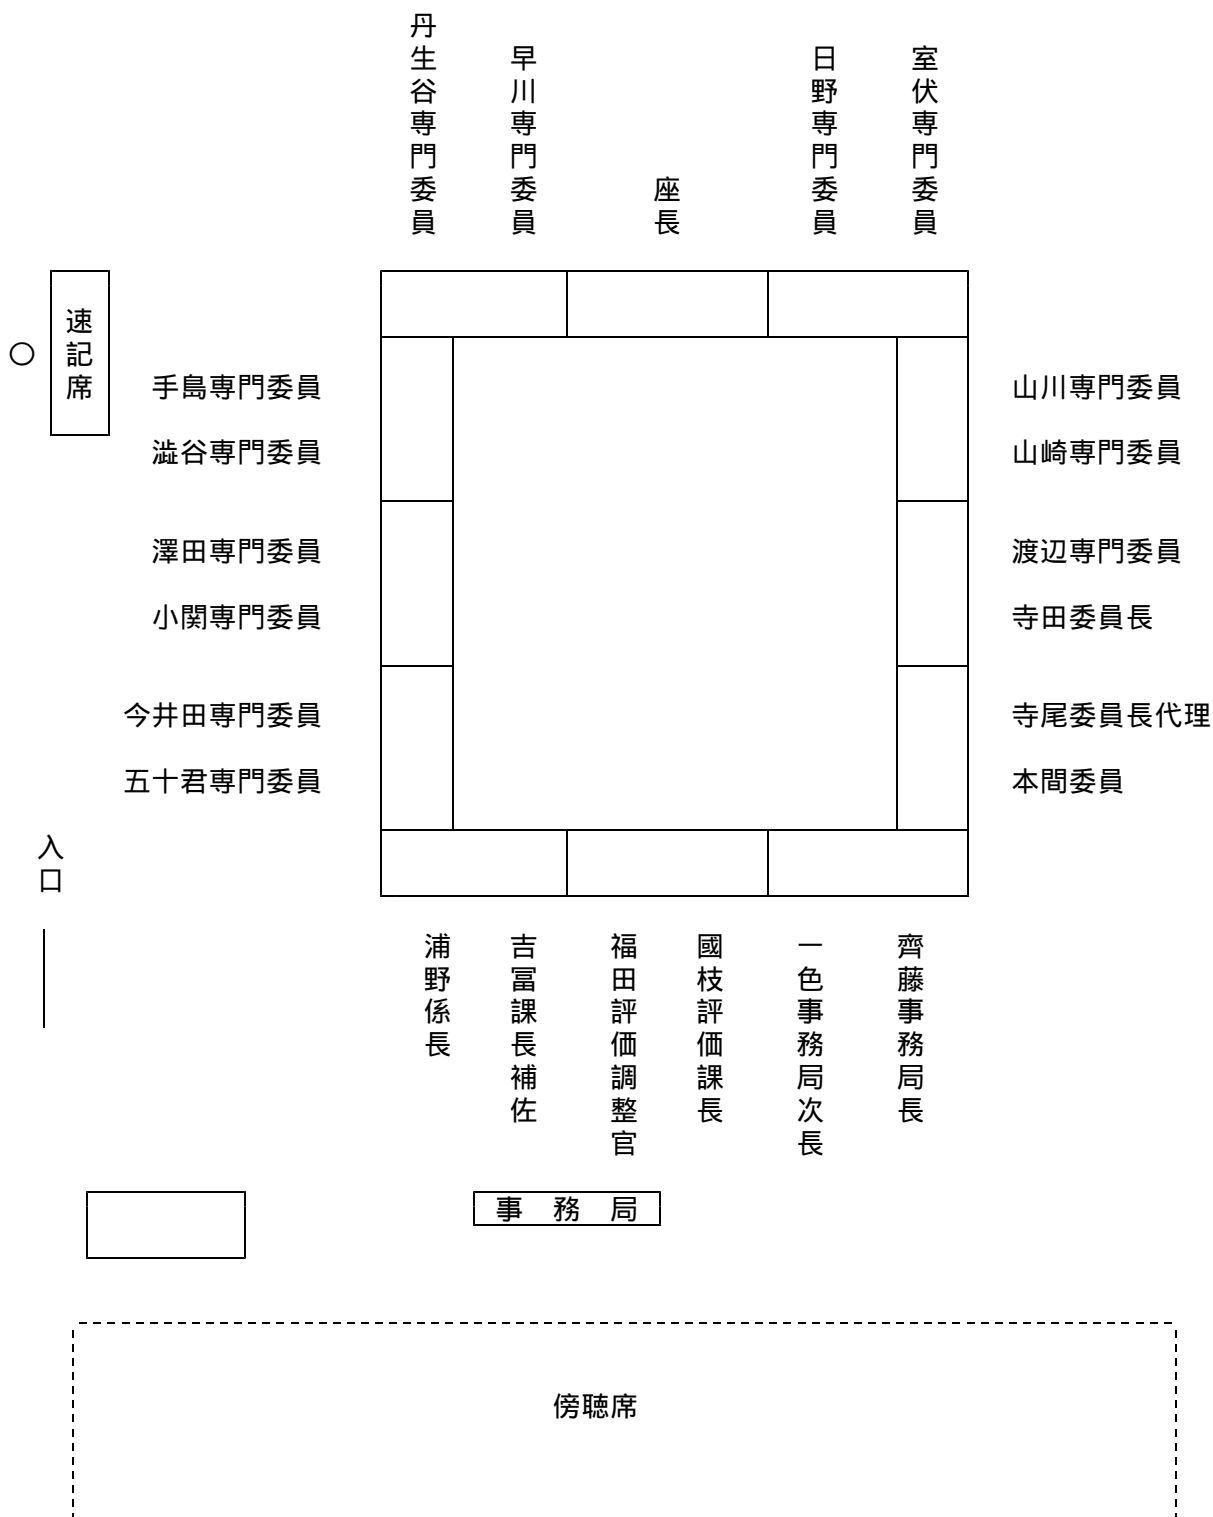 丹生谷専門委員
早川専門委員
座長
日野専門委員
室伏専門委員
速記席
○
手島専門委員
山川専門委員
澁谷専門委員
山崎専門委員
澤田専門委員
渡辺専門委員
小関専門委員
寺田委員長
今井田専門委員
寺尾委員長代理
五十君専門委員
本間委員
入口
浦野係長
吉冨課長補佐
福田評価調整官
國枝評価課長
一色事務局次長
齊藤事務局長
事 務 局
傍聴席